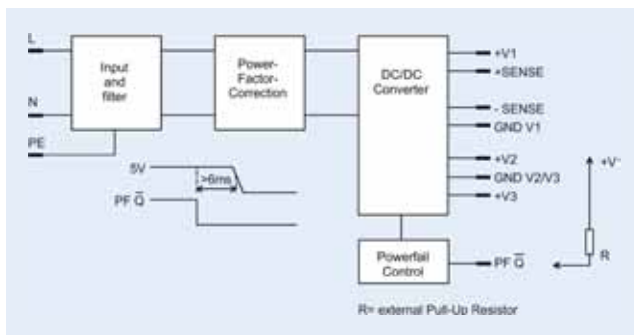 L
N
PE
Input
and
filter
Power-
Factor-
Correction
DC/DC
Converter
+V1
+SENSE
- SENSE
GND V1
+V2
GND V2/V3
+V3
5V
>6ms
PF Q̅
Powerfail
Control
PF Q̅
+V
R
R= external Pull-Up Resistor